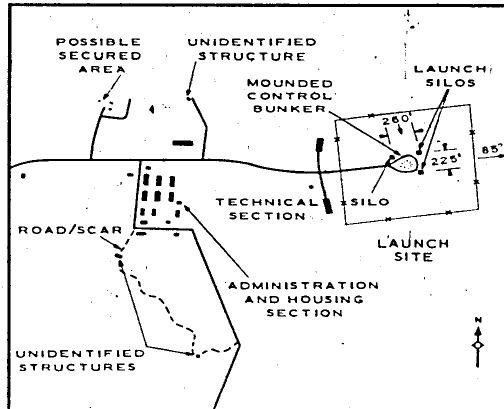 POSSIBLE
SECURED
AREA
UNIDENTIFIED
STRUCTURE
MOUNDED
CONTROL
BUNKER
LAUNCH
SILOS
260'
225'
85°
TECHNICAL
SECTION
SILO
LAUNCH
SITE
ROAD/SCAR
ADMINISTRATION
AND HOUSING
SECTION
UNIDENTIFIED
STRUCTURES
N